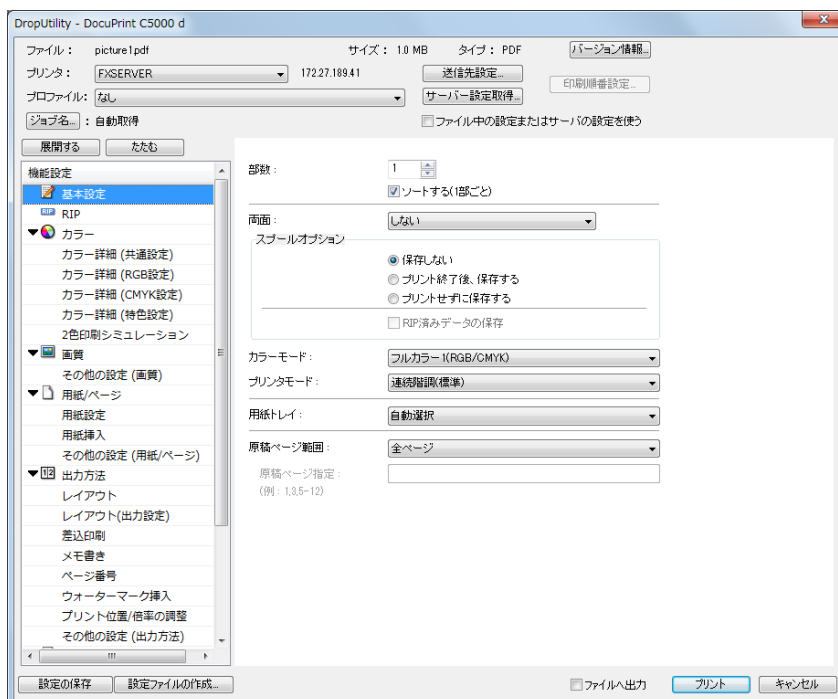 DropUtility - DocuPrint C5000 d
ファイル： picture1.pdf サイズ： 1.0 MB タイプ： PDF バージョン情報...
プリンタ： FXSERVER 172.27.189.41 送信先設定... 印刷順番設定...
プロファイル： なし サーバー設定取得...
ジョブ名... ：自動取得 ファイル中の設定またはサーバの設定を使う
展開する たたむ
機能設定
基本設定
RIP RIP
カラー
カラー詳細 (共通設定)
カラー詳細 (RGB設定)
カラー詳細 (CMYK設定)
カラー詳細 (特色設定)
2色印刷シミュレーション
画質
その他の設定 (画質)
用紙/ページ
用紙設定
用紙挿入
その他の設定 (用紙/ページ)
12 出力方法
レイアウト
レイアウト(出力設定)
差込印刷
メモ書き
ページ番号
ウォーターマーク挿入
プリント位置/倍率の調整
その他の設定 (出力方法)
部数： 1
ソートする(1部ごと)
両面： しない
スプールオプション
保存しない
プリント終了後、保存する
プリントせずに保存する
RIP済みデータの保存
カラーモード： フルカラー1(RGB/CMYK)
プリンタモード： 連続階調(標準)
用紙トレイ： 自動選択
原稿ページ範囲： 全ページ
原稿ページ指定：
(例：1,3,5-12)
設定の保存 設定ファイルの作成... ファイルへ出力 プリント キャンセル